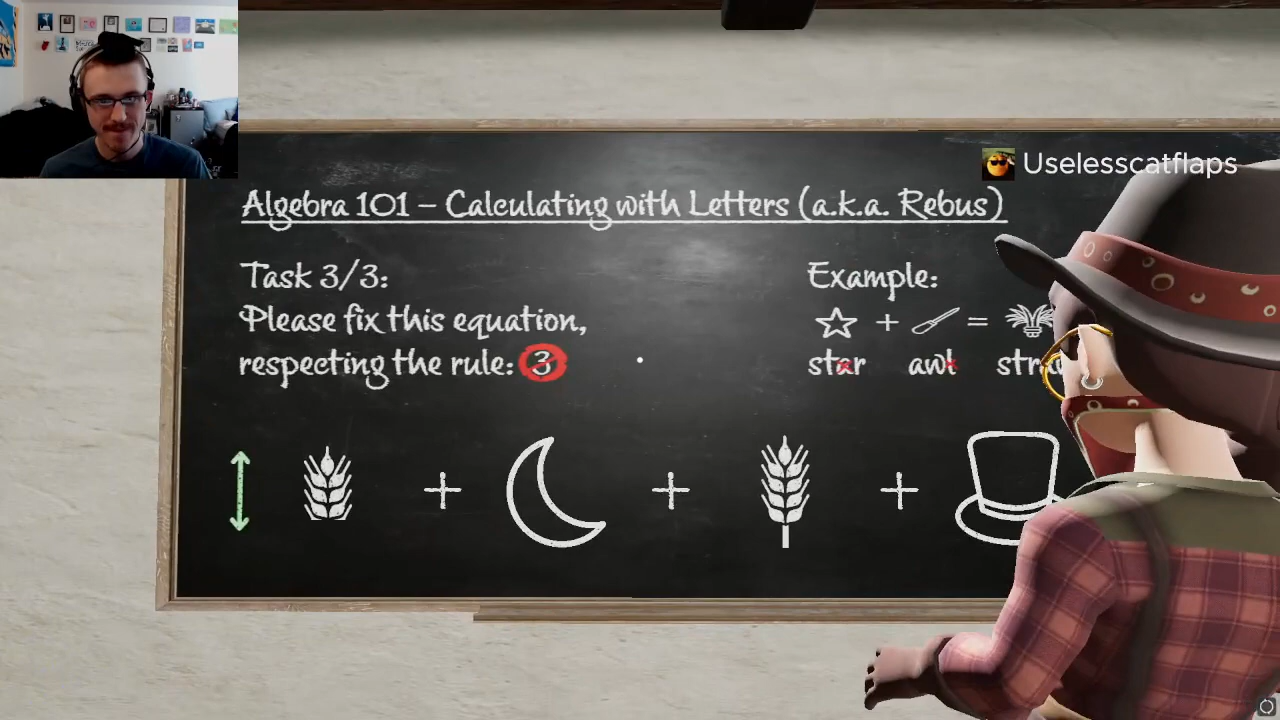 Uselesscatflaps
Algebra 101 – Calculating with Letters (a.k.a. Rebus)
Task 3/3:
Please fix this equation,
respecting the rule: 3
Example:
+ =
star awl
+ + +